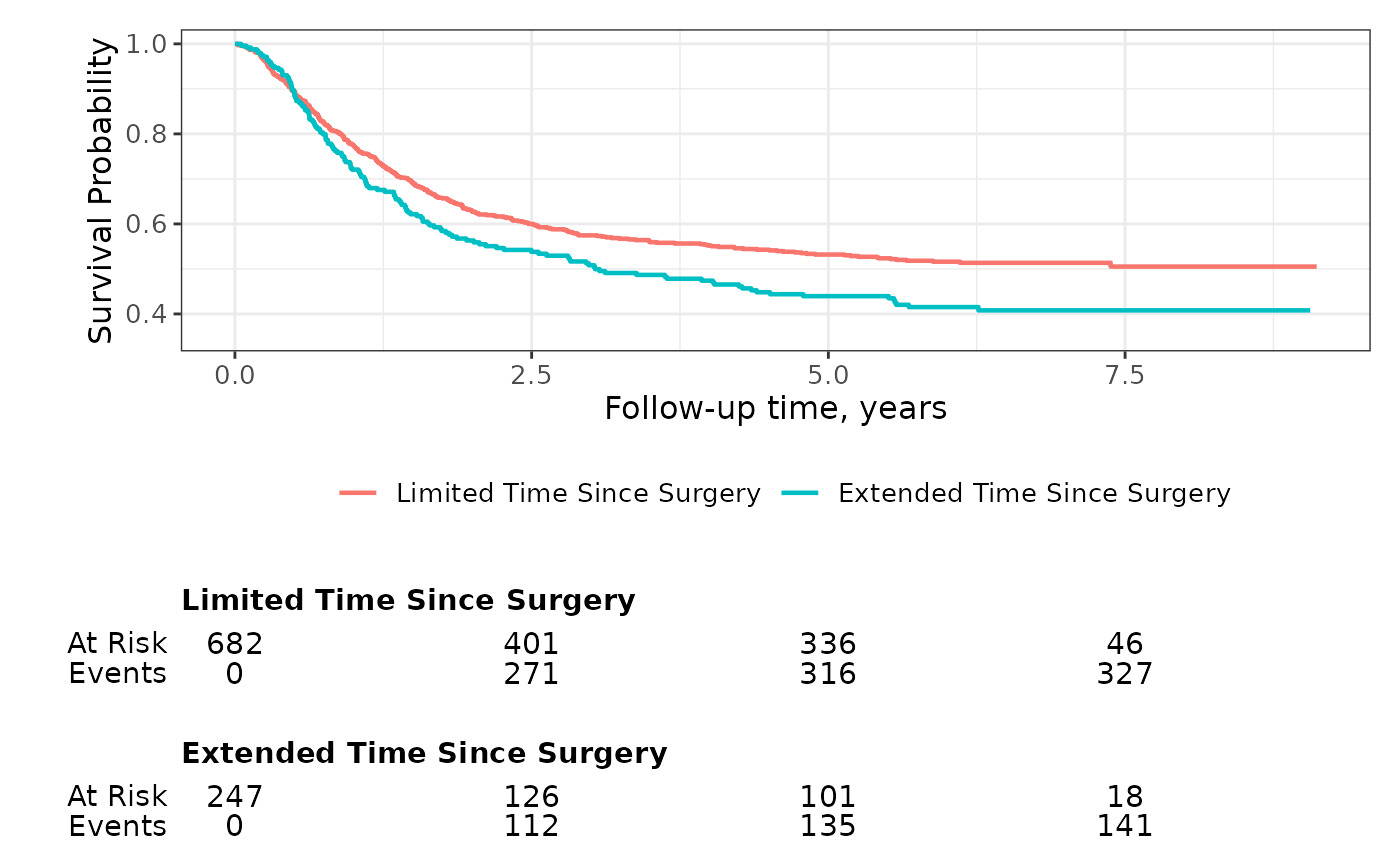 Survival Probability
1.0
0.8
0.6
0.4
0.0 2.5 5.0 7.5
Follow-up time, years
Limited Time Since Surgery Extended Time Since Surgery
Limited Time Since Surgery
At Risk 682 401 336 46
Events 0 271 316 327
Extended Time Since Surgery
At Risk 247 126 101 18
Events 0 112 135 141